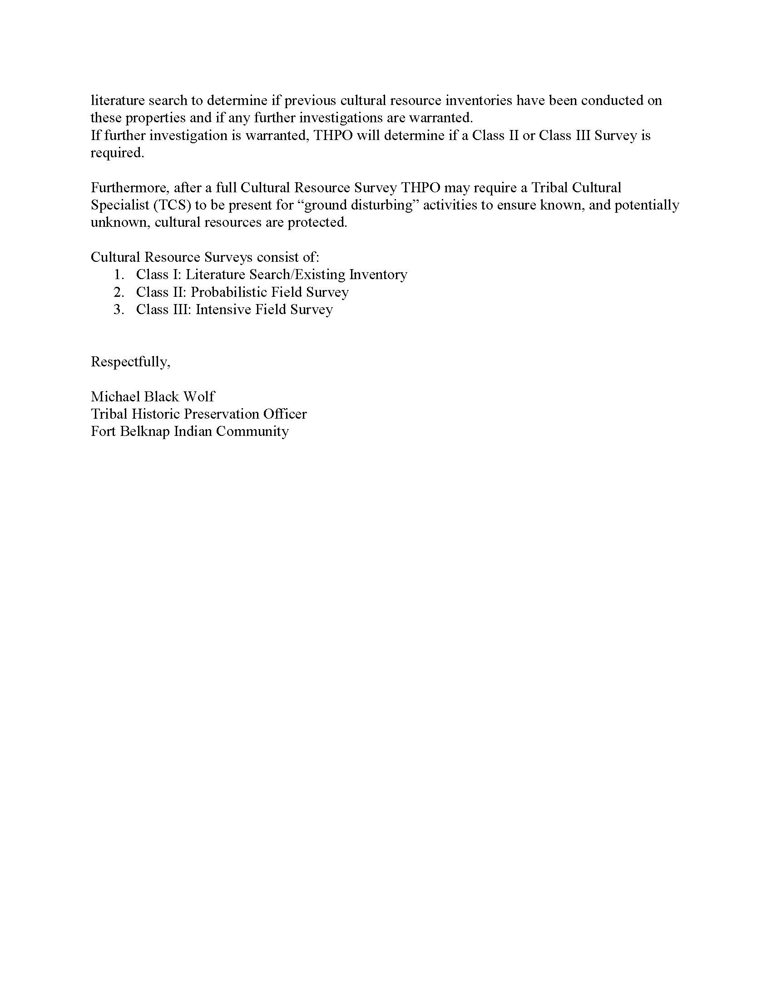 literature search to determine if previous cultural resource inventories have been conducted on
these properties and if any further investigations are warranted.
If further investigation is warranted, THPO will determine if a Class II or Class III Survey is
required.
Furthermore, after a full Cultural Resource Survey THPO may require a Tribal Cultural
Specialist (TCS) to be present for “ground disturbing” activities to ensure known, and potentially
unknown, cultural resources are protected.
Cultural Resource Surveys consist of:
1. Class I: Literature Search/Existing Inventory
2. Class II: Probabilistic Field Survey
3. Class III: Intensive Field Survey
Respectfully,
Michael Black Wolf
Tribal Historic Preservation Officer
Fort Belknap Indian Community